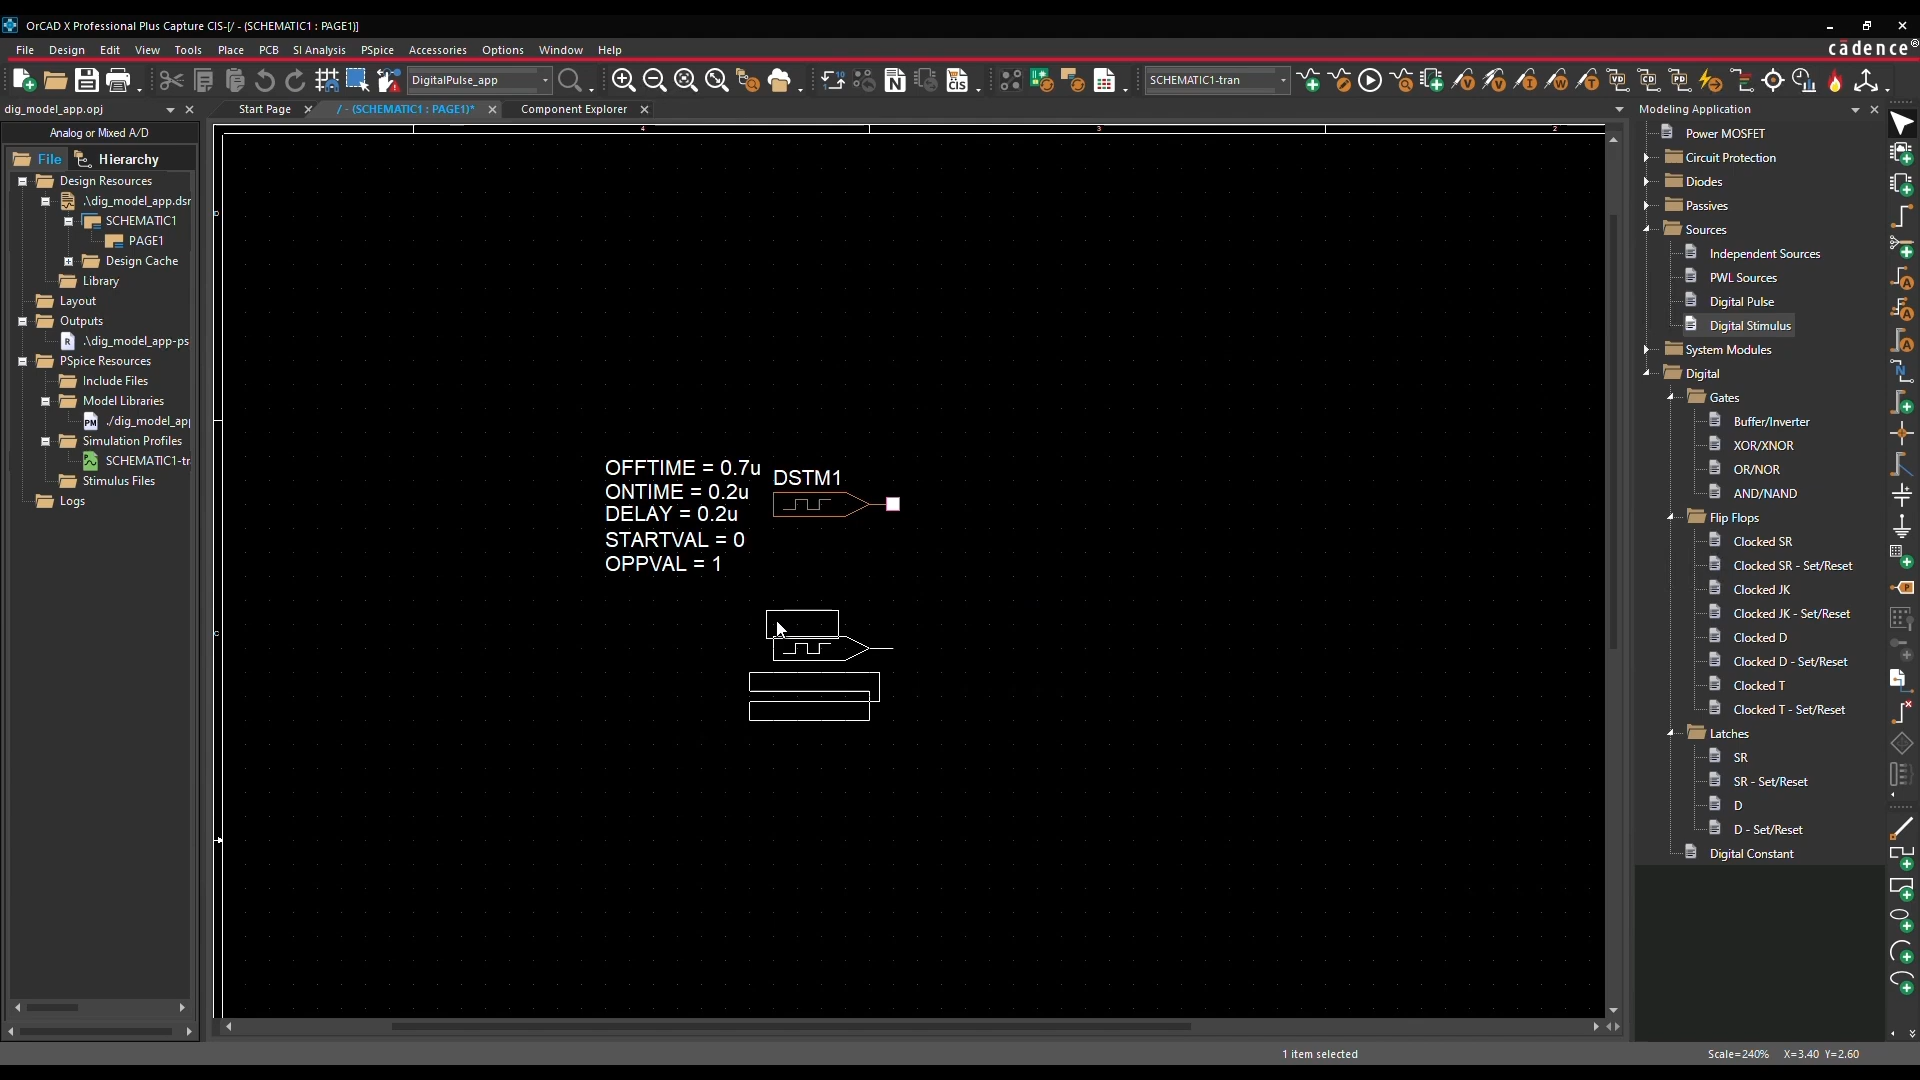 OrCAD X Professional Plus Capture CIS-[/ - (SCHEMATIC1 : PAGE1)]
File Design Edit View Tools Place PCB SI Analysis PSpice Accessories Options Window Help
cādence®
DigitalPulse_app
SCHEMATIC1-tran
dig_model_app.opj
Start Page
/ - (SCHEMATIC1 : PAGE1)*
Component Explorer
Modeling Application
Analog or Mixed A/D
File
Hierarchy
Design Resources
.\dig_model_app.dsn
SCHEMATIC1
PAGE1
Design Cache
Library
Layout
Outputs
.\dig_model_app-ps
PSpice Resources
Include Files
Model Libraries
./dig_model_app
Simulation Profiles
SCHEMATIC1-tr
Stimulus Files
Logs
4
3
2
D
C
OFFTIME = 0.7u
DSTM1
ONTIME = 0.2u
DELAY = 0.2u
STARTVAL = 0
OPPVAL = 1
Power MOSFET
Circuit Protection
Diodes
Passives
Sources
Independent Sources
PWL Sources
Digital Pulse
Digital Stimulus
System Modules
Digital
Gates
Buffer/Inverter
XOR/XNOR
OR/NOR
AND/NAND
Flip Flops
Clocked SR
Clocked SR - Set/Reset
Clocked JK
Clocked JK - Set/Reset
Clocked D
Clocked D - Set/Reset
Clocked T
Clocked T - Set/Reset
Latches
SR
SR - Set/Reset
D
D - Set/Reset
Digital Constant
1 item selected
Scale=240% X=3.40 Y=2.60